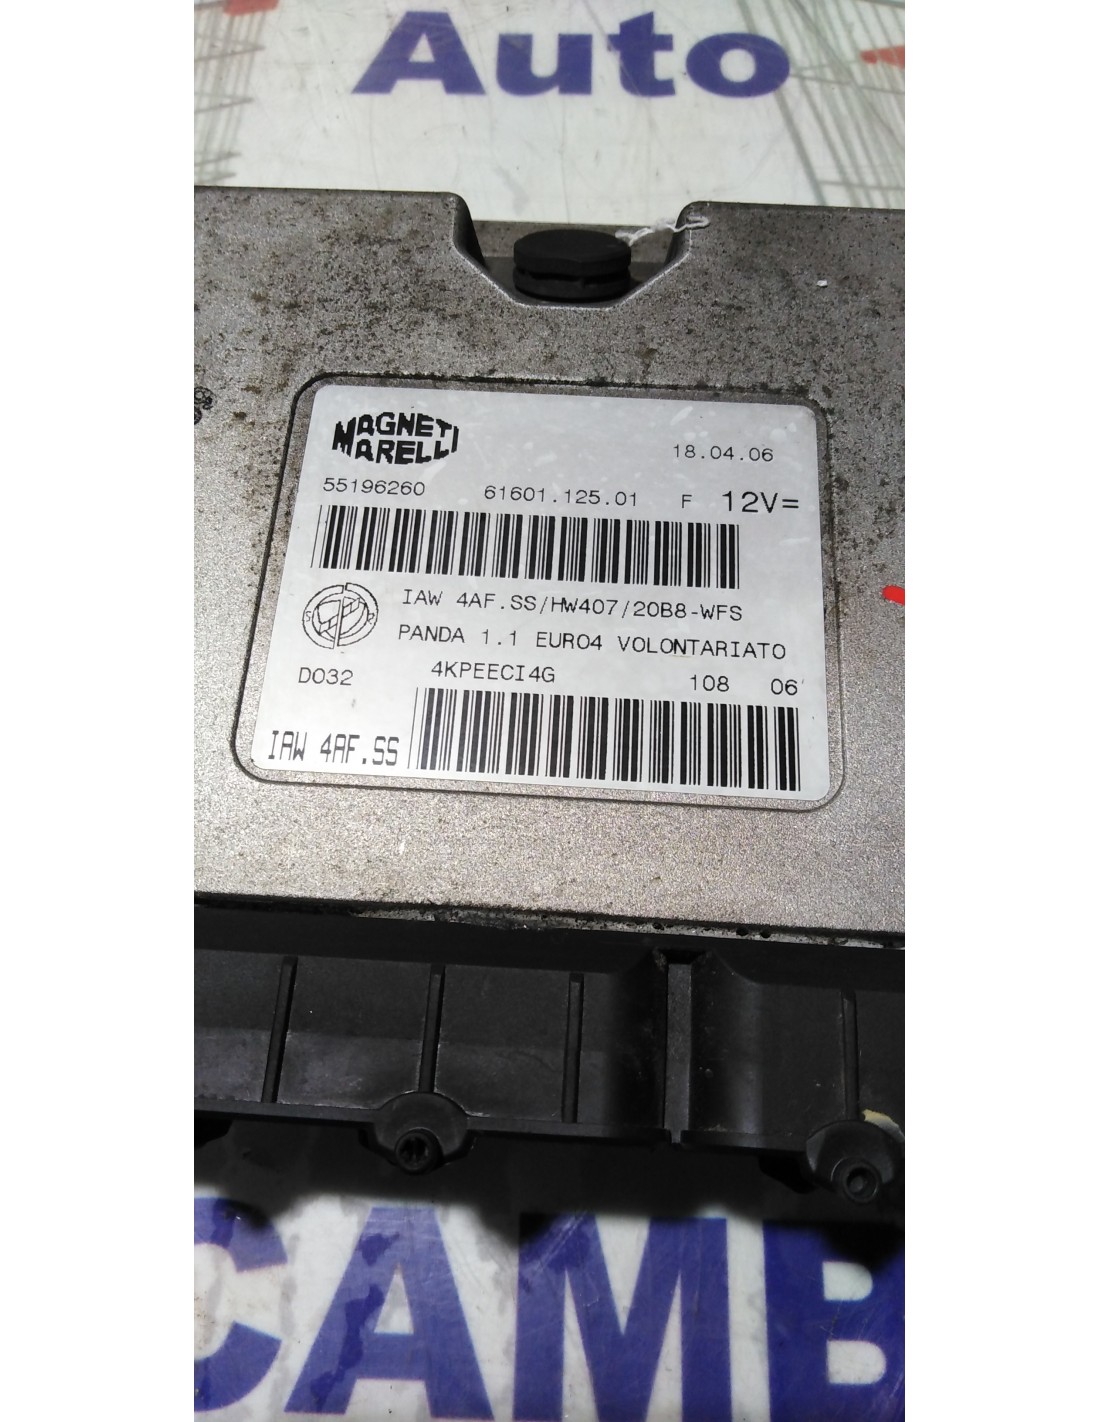 Auto
MAGNETI
MARELLI
18.04.06
55196260 61601.125.01 F 12V=
IAW 4AF.SS/HW407/20B8-WFS
PANDA 1.1 EURO4 VOLONTARIATO
D032 4KPEECI4G 108 06
IAW 4AF.SS
CAMB